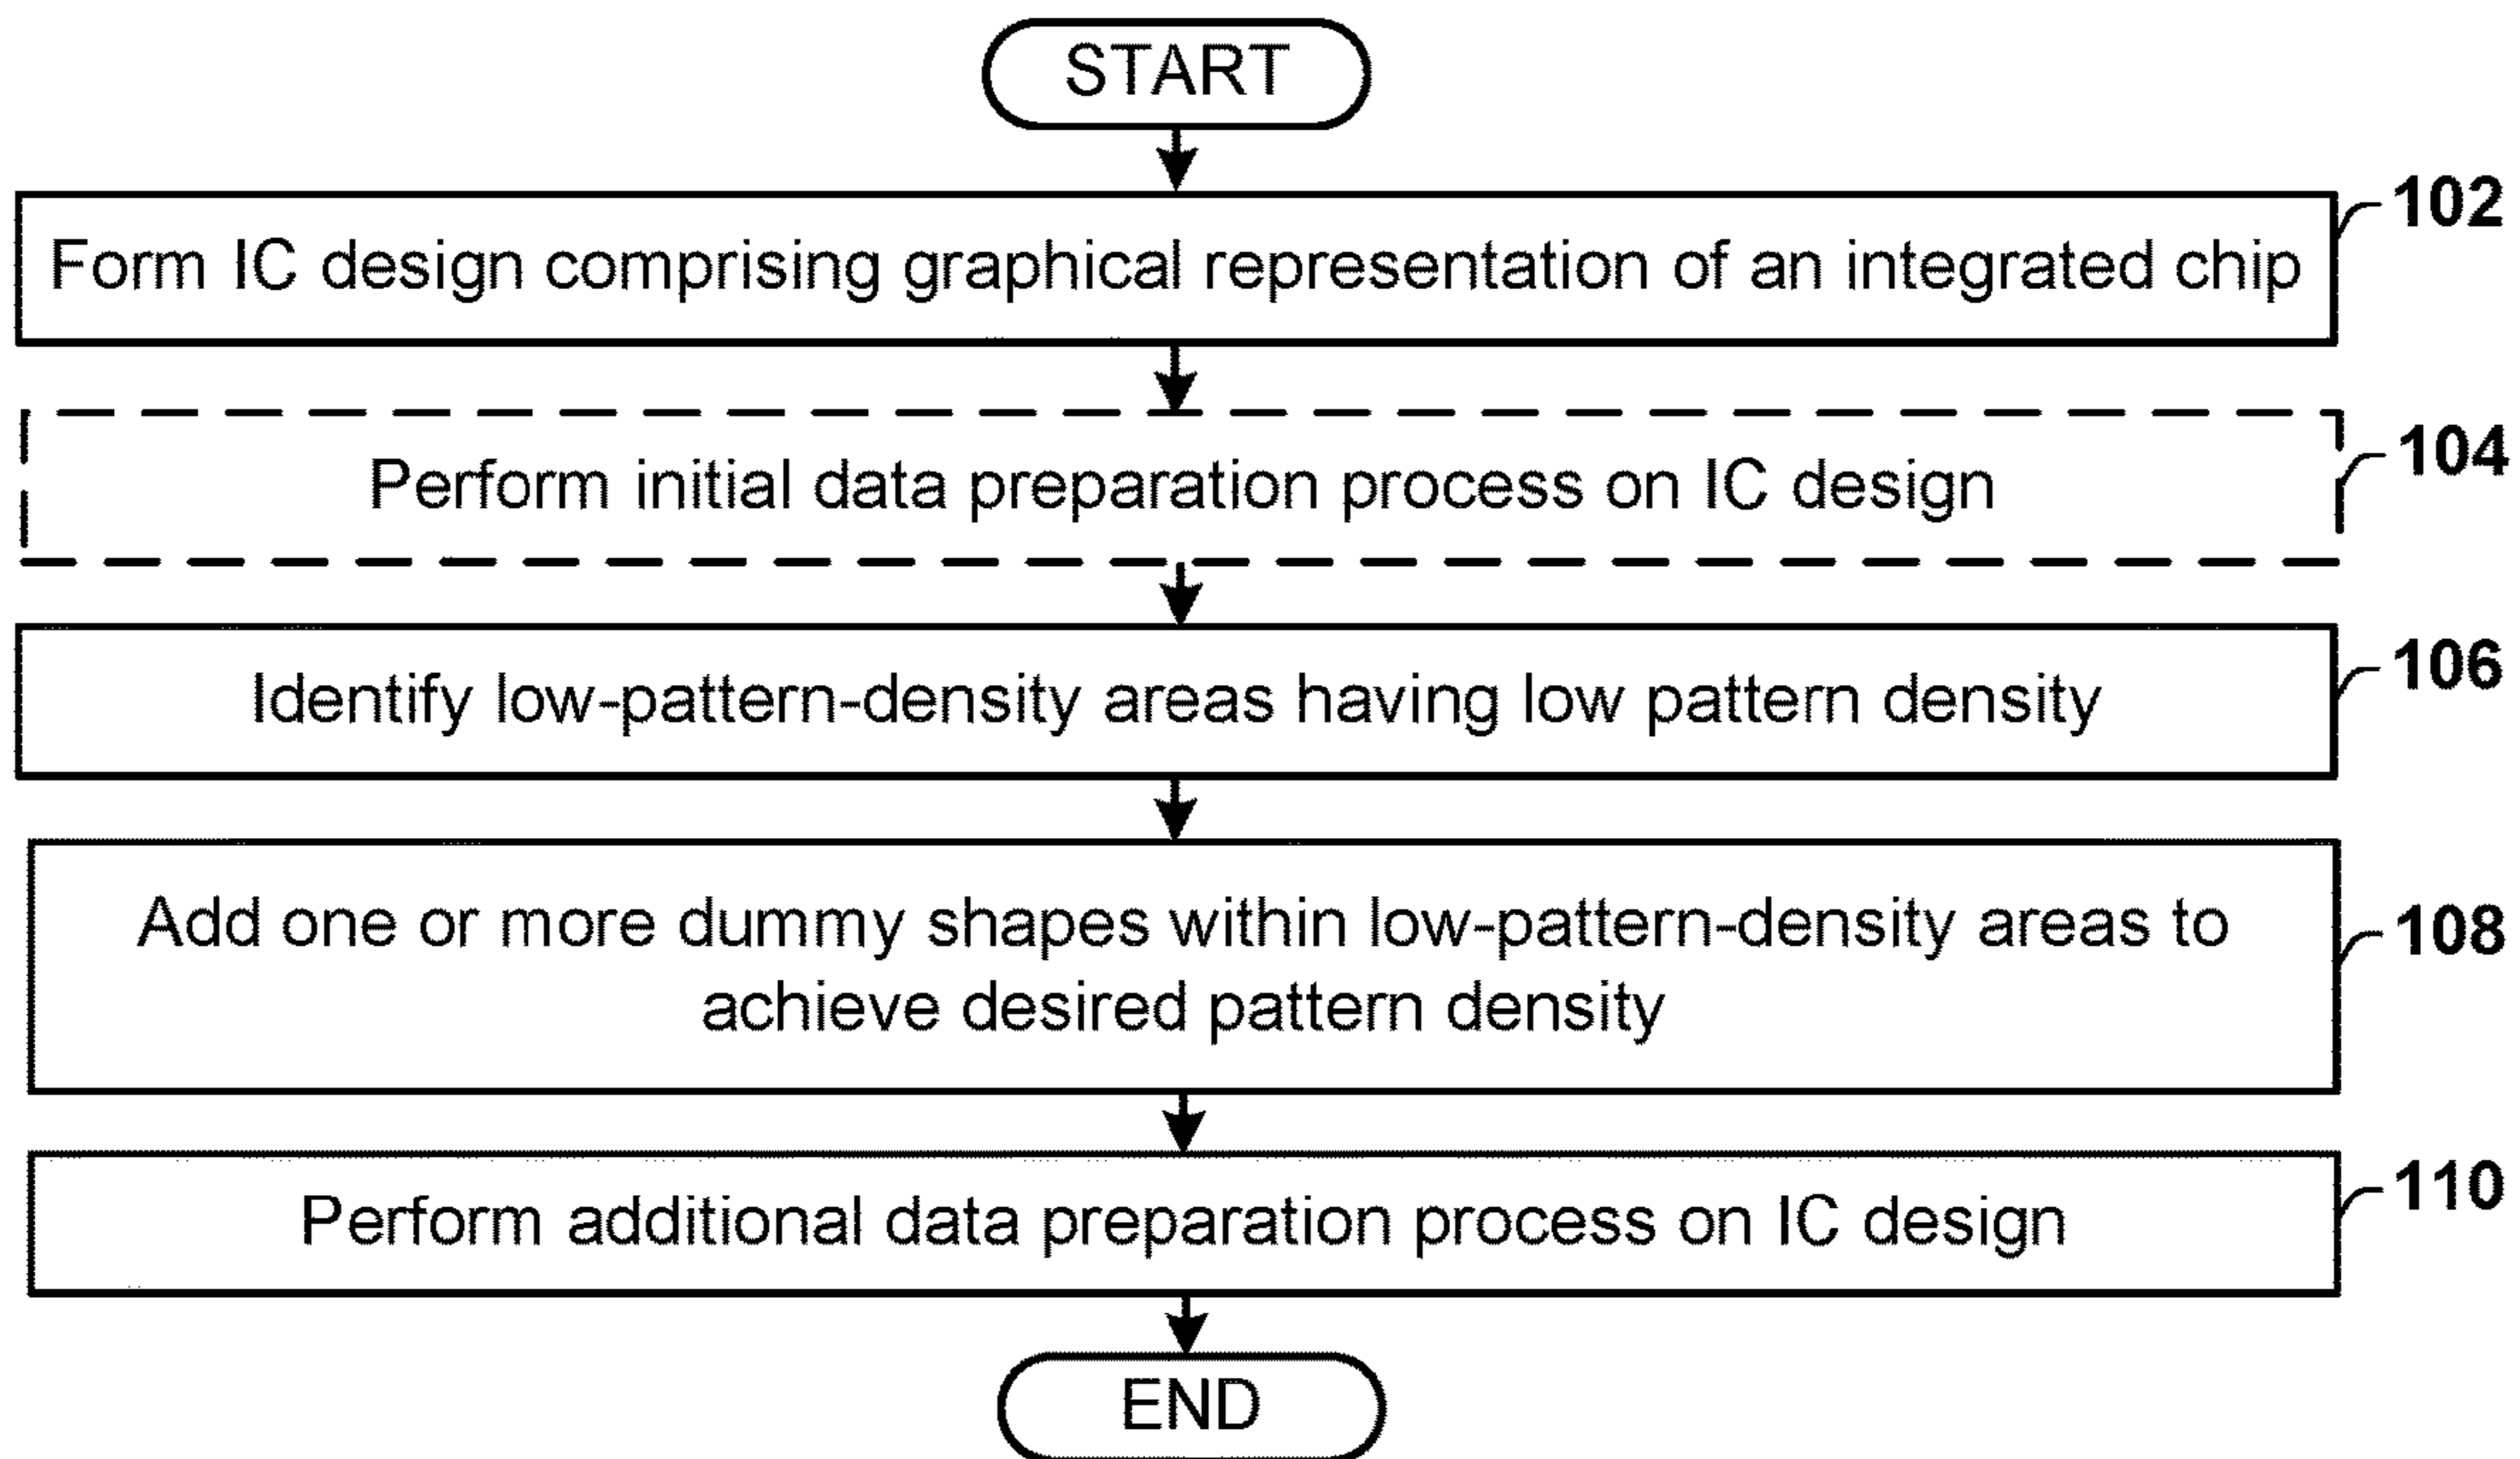 START
Form IC design comprising graphical representation of an integrated chip
102
Perform initial data preparation process on IC design
104
Identify low-pattern-density areas having low pattern density
106
Add one or more dummy shapes within low-pattern-density areas to
achieve desired pattern density
108
Perform additional data preparation process on IC design
110
END